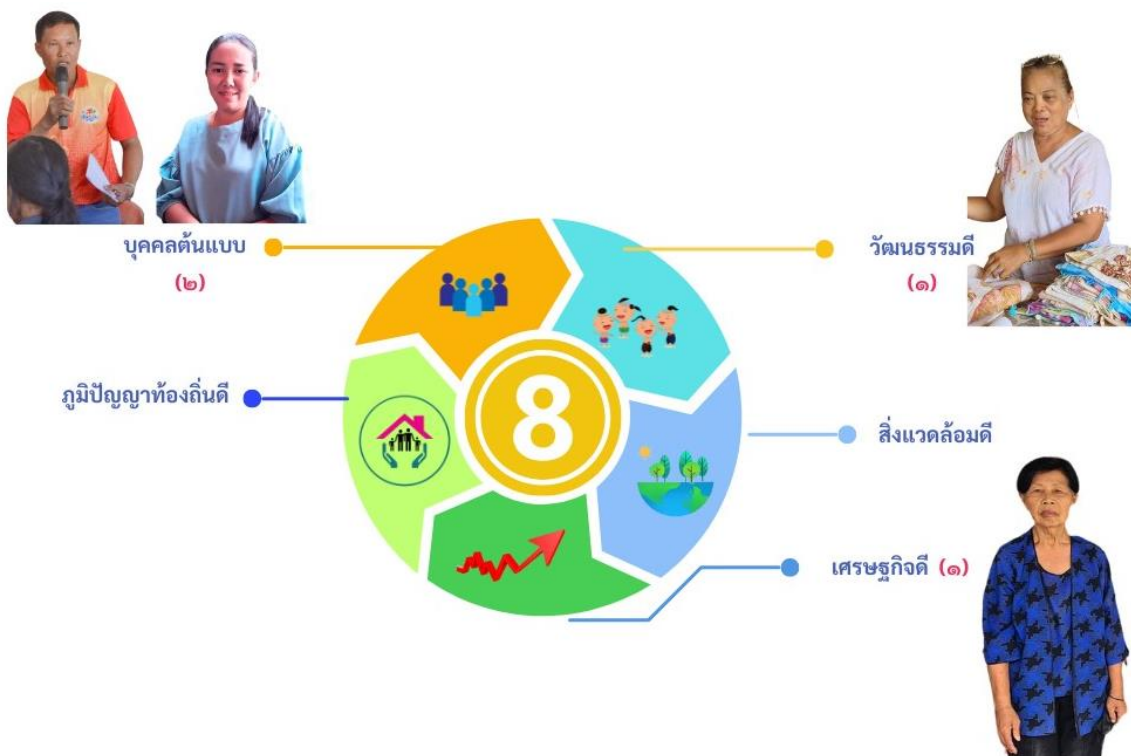 บุคคลต้นแบบ
(๒)
วัฒนธรรมดี
(๑)
ภูมิปัญญาท้องถิ่นดี
8
สิ่งแวดล้อมดี
เศรษฐกิจดี (๑)